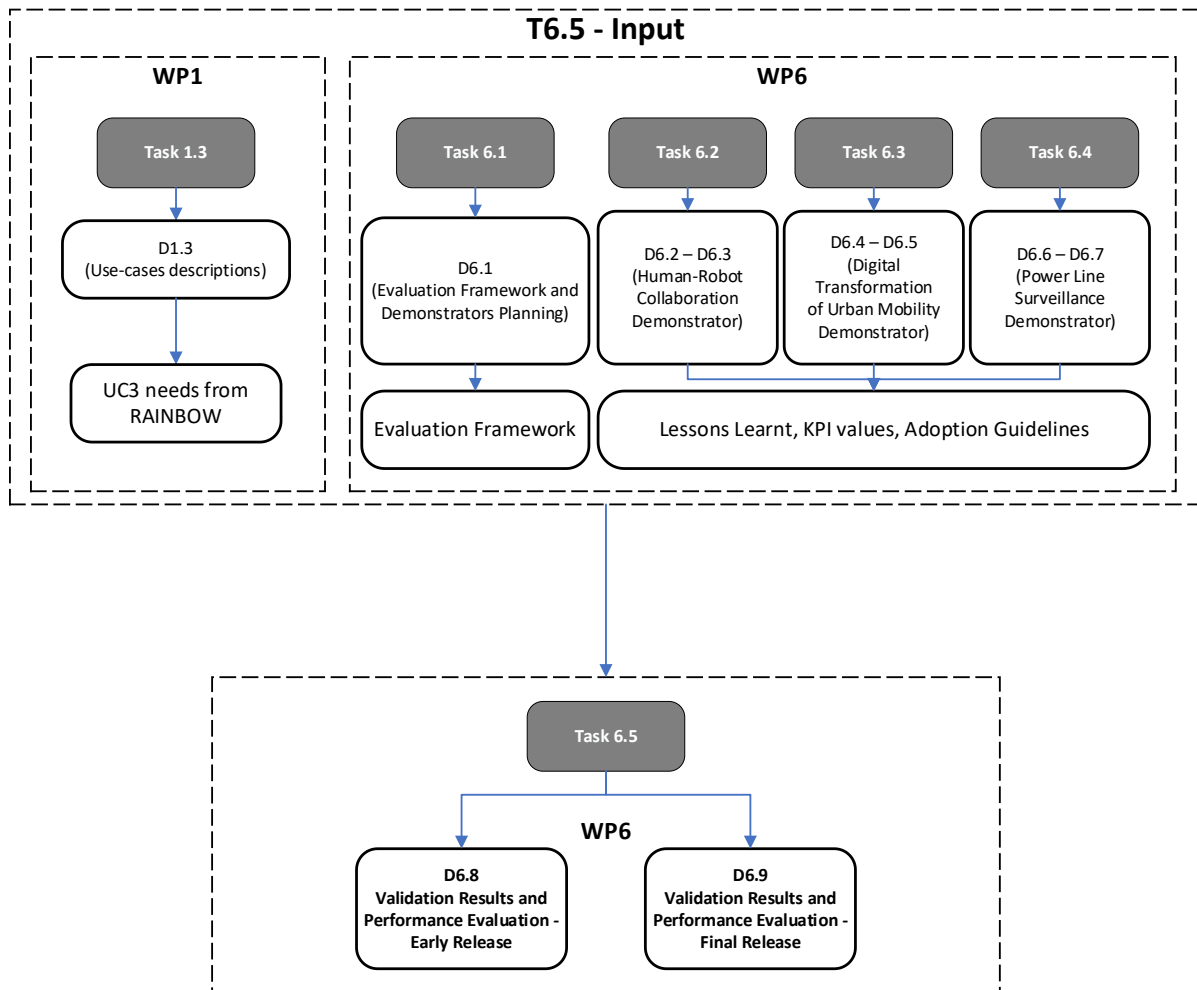 T6.5 - Input
WP1
Task 1.3
D1.3
(Use-cases descriptions)
UC3 needs from
RAINBOW
WP6
Task 6.1
D6.1
(Evaluation Framework and
Demonstrators Planning)
Evaluation Framework
Task 6.2
D6.2 – D6.3
(Human-Robot
Collaboration
Demonstrator)
Task 6.3
D6.4 – D6.5
(Digital
Transformation
of Urban Mobility
Demonstrator)
Task 6.4
D6.6 – D6.7
(Power Line
Surveillance
Demonstrator)
Lessons Learnt, KPI values, Adoption Guidelines
Task 6.5
WP6
D6.8
Validation Results and
Performance Evaluation -
Early Release
D6.9
Validation Results and
Performance Evaluation -
Final Release